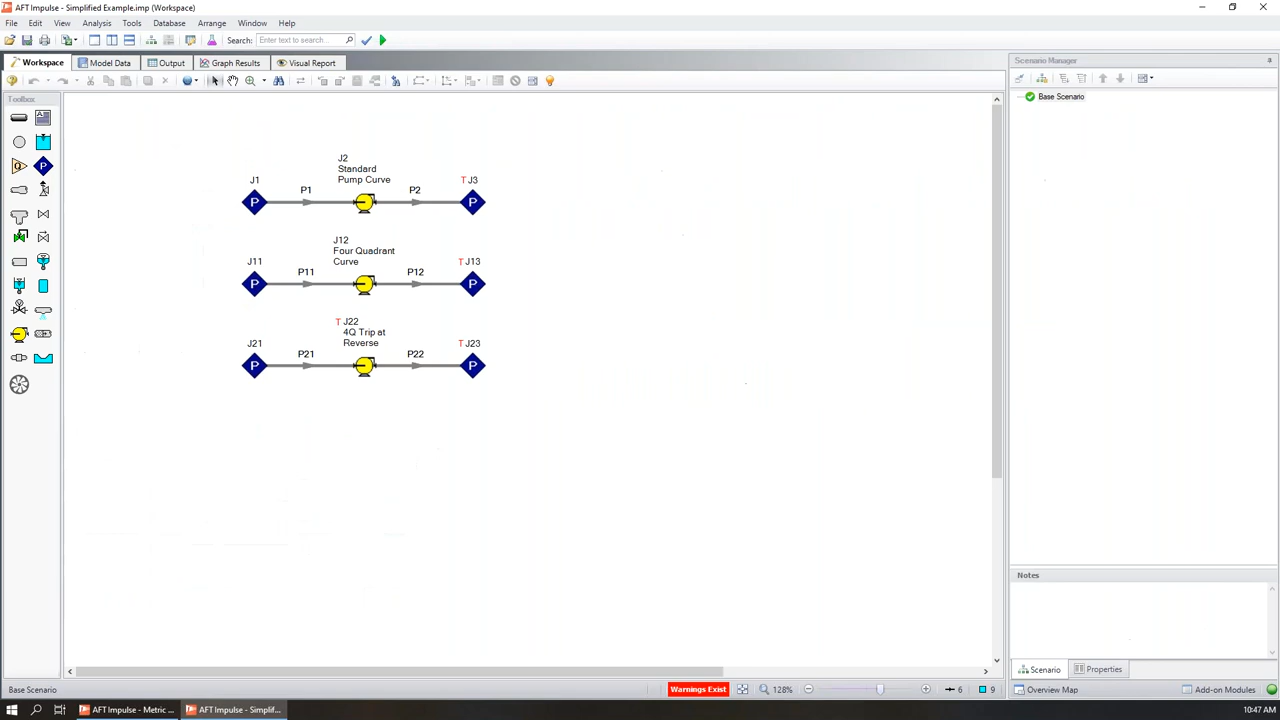 AFT Impulse - Simplified Example.imp (Workspace)
File Edit View Analysis Tools Database Arrange Window Help
Search: Enter text to search...
Workspace Model Data Output Graph Results Visual Report
Scenario Manager
Toolbox
Base Scenario
J2
Standard
Pump Curve
J1 P1 P2 T J3
P P
J12
Four Quadrant
Curve
J11 P11 P12 T J13
P P
T J22
4Q Trip at
Reverse
J21 P21 P22 T J23
P P
Notes
Scenario Properties
Base Scenario Warnings Exist 128% 6 9 Overview Map Add-on Modules
AFT Impulse - Metric ... AFT Impulse - Simplif... 10:47 AM